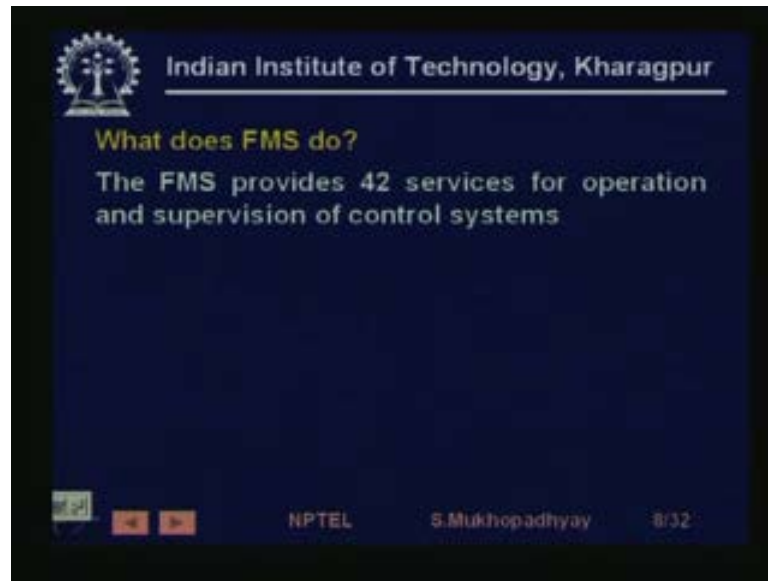 Indian Institute of Technology, Kharagpur
What does FMS do?
The FMS provides 42 services for operation
and supervision of control systems
NPTEL S.Mukhopadhyay 8/32